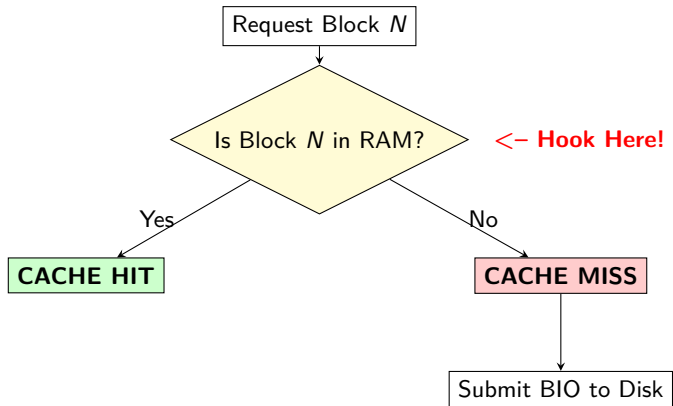 Request Block N
Is Block N in RAM?
<– Hook Here!
Yes
No
CACHE HIT
CACHE MISS
Submit BIO to Disk